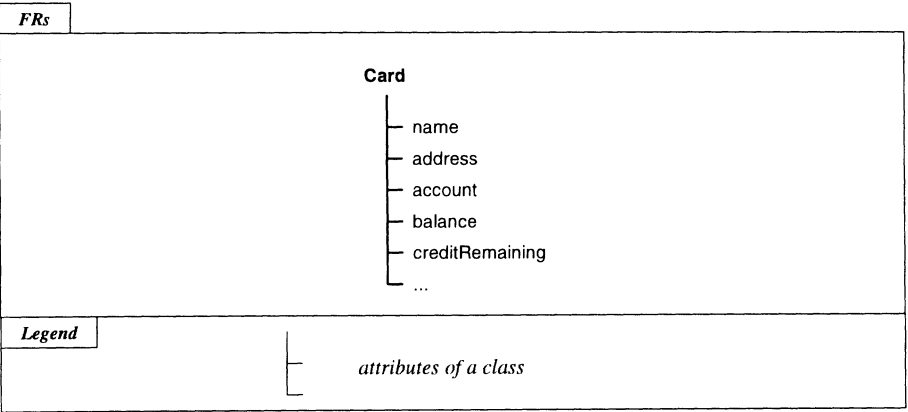 FRs
Card
name
address
account
balance
creditRemaining
...
Legend
attributes of a class